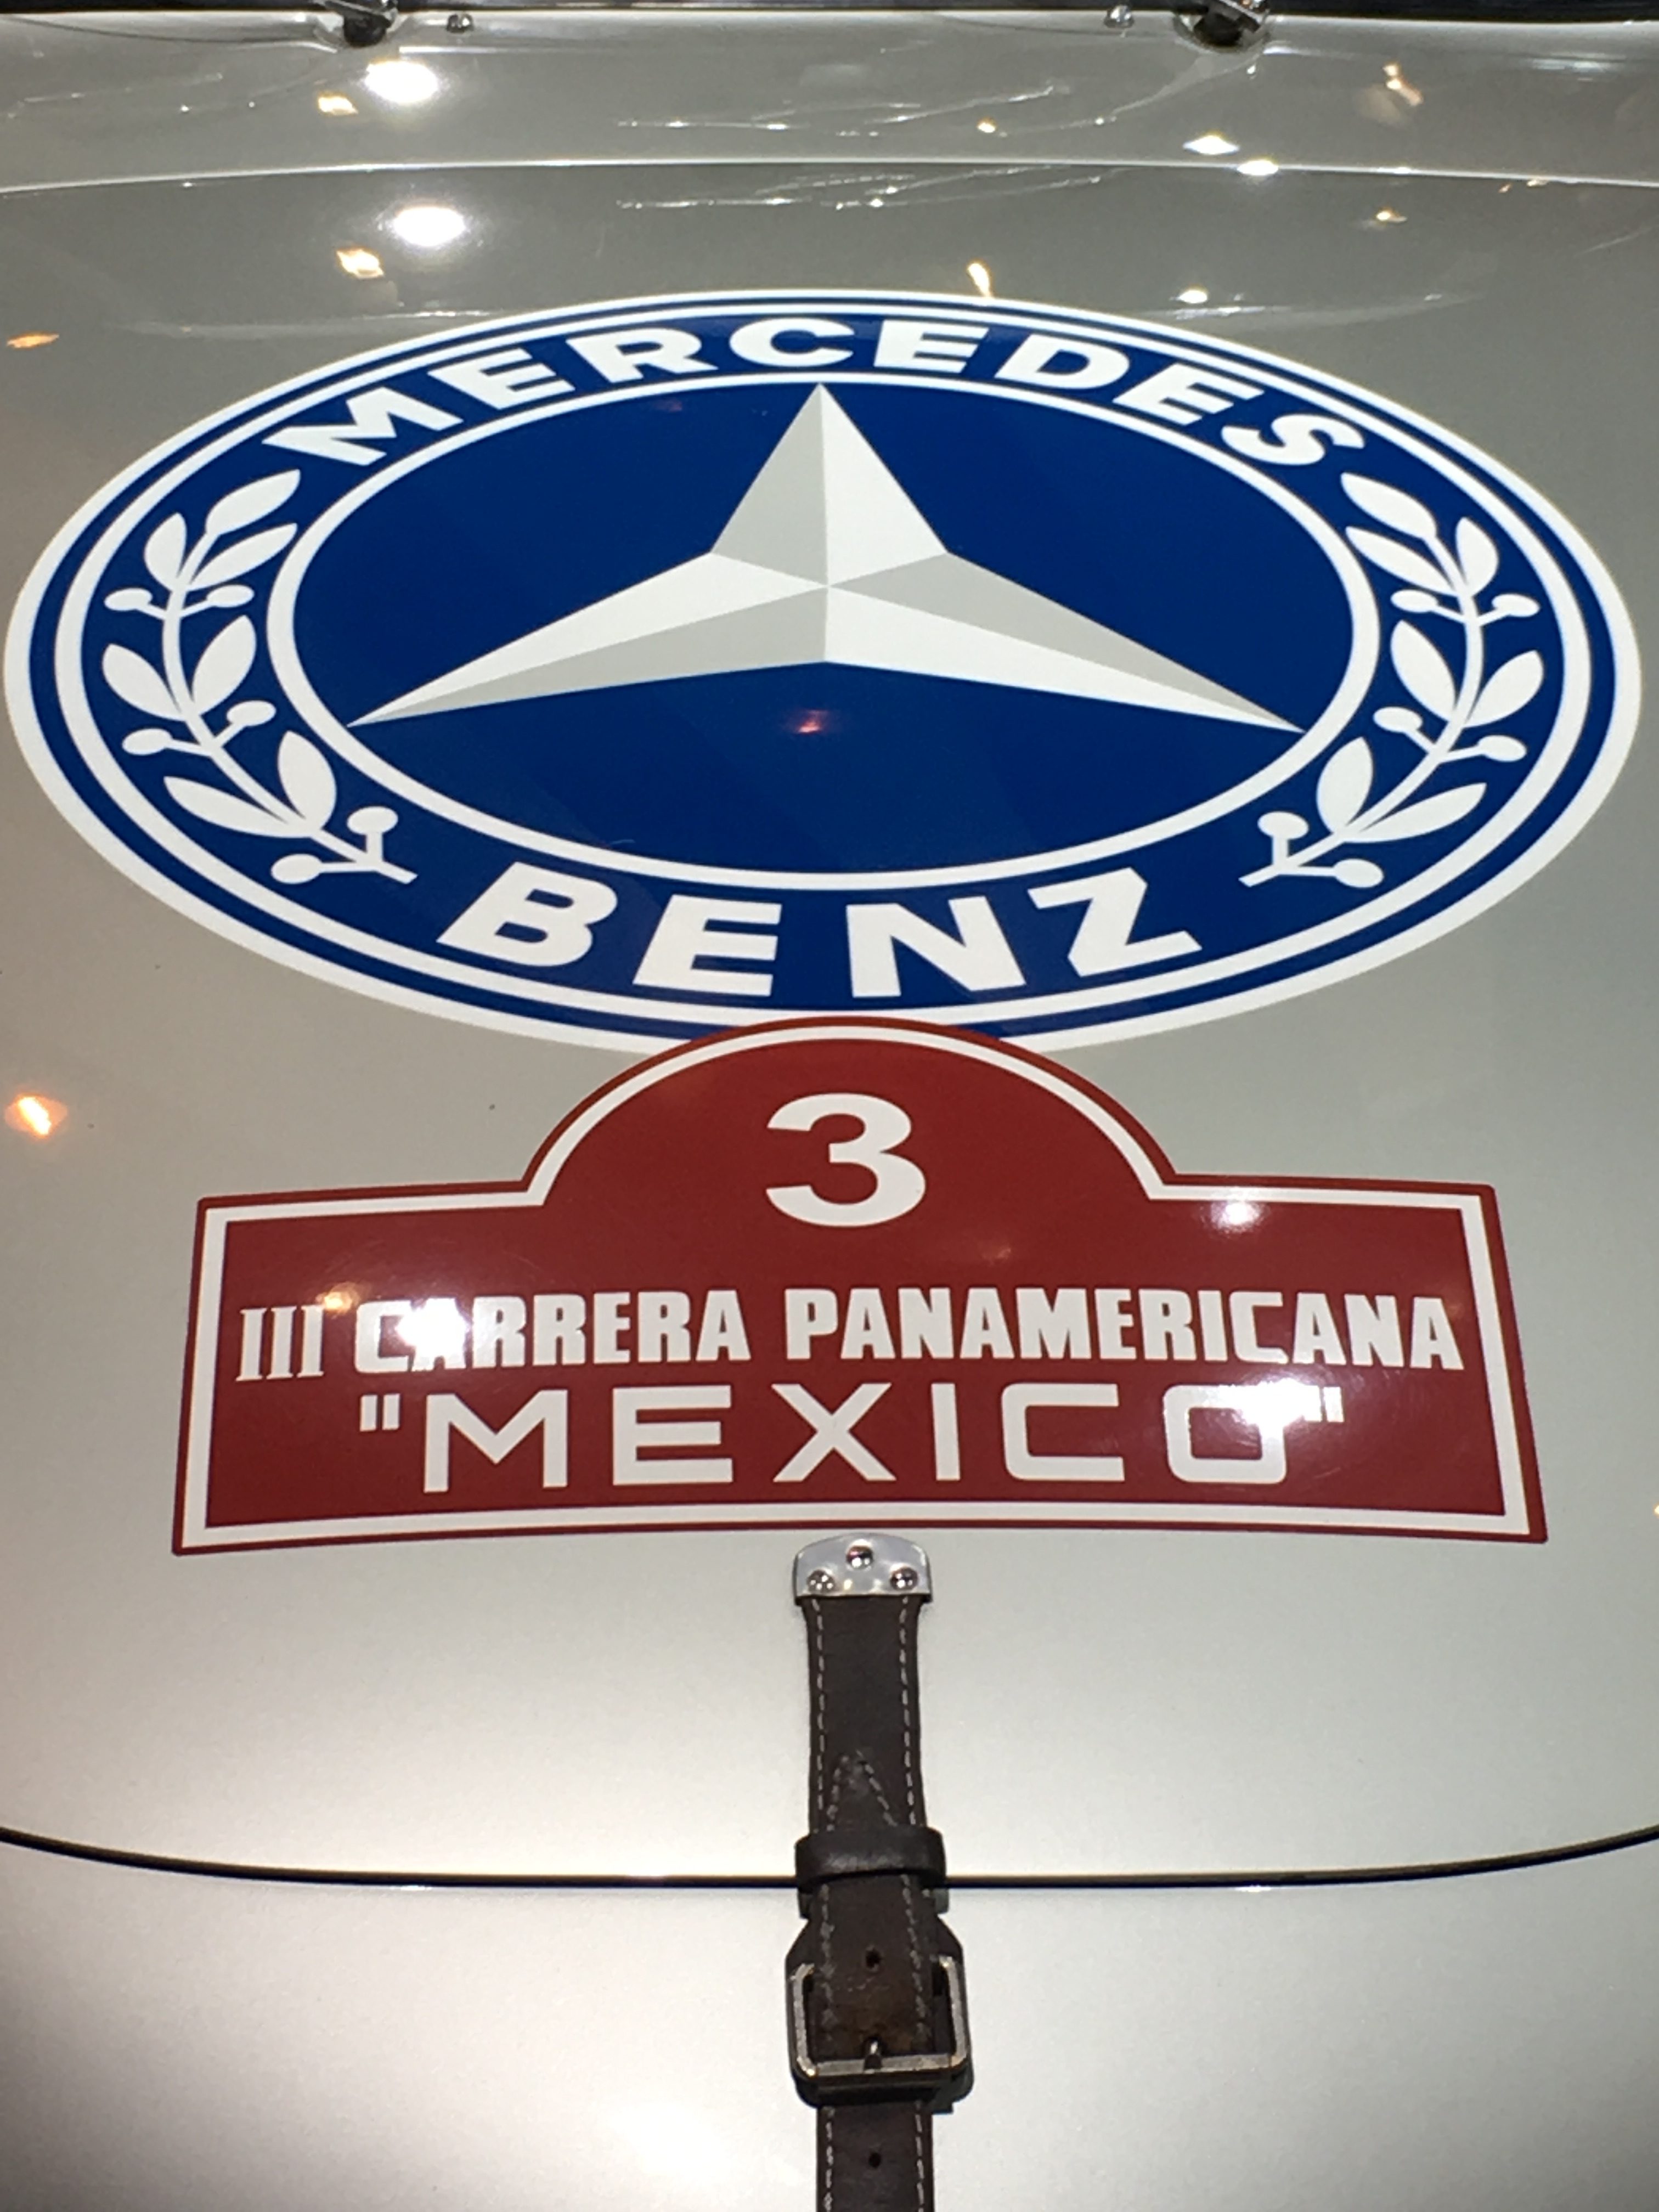 MERCEDES
BENZ
3
III CARRERA PANAMERICANA
"MEXICO"